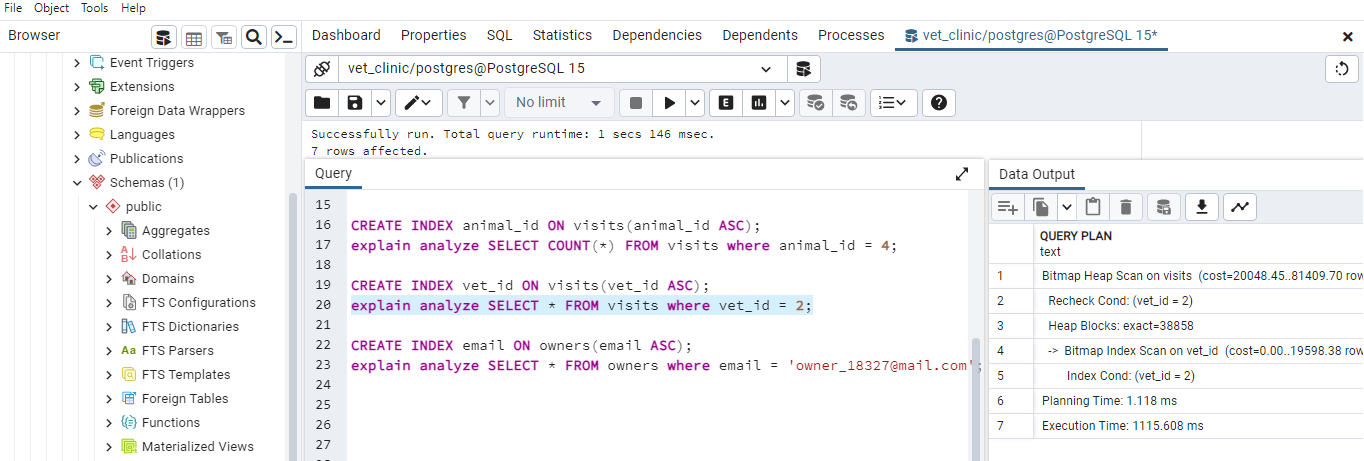 File Object Tools Help
Browser
Dashboard Properties SQL Statistics Dependencies Dependents Processes vet_clinic/postgres@PostgreSQL 15*
Event Triggers
Extensions
Foreign Data Wrappers
Languages
Publications
Schemas (1)
public
Aggregates
Collations
Domains
FTS Configurations
FTS Dictionaries
FTS Parsers
FTS Templates
Foreign Tables
Functions
Materialized Views
vet_clinic/postgres@PostgreSQL 15
No limit
Successfully run. Total query runtime: 1 secs 146 msec.
7 rows affected.
Query
15
16 CREATE INDEX animal_id ON visits(animal_id ASC);
17 explain analyze SELECT COUNT(*) FROM visits where animal_id = 4;
18
19 CREATE INDEX vet_id ON visits(vet_id ASC);
20 explain analyze SELECT * FROM visits where vet_id = 2;
21
22 CREATE INDEX email ON owners(email ASC);
23 explain analyze SELECT * FROM owners where email = 'owner_18327@mail.com';
24
25
26
27
Data Output
QUERY PLAN
text
1 Bitmap Heap Scan on visits (cost=20048.45..81409.70 row
2 Recheck Cond: (vet_id = 2)
3 Heap Blocks: exact=38858
4 -> Bitmap Index Scan on vet_id (cost=0.00..19598.38 row
5 Index Cond: (vet_id = 2)
6 Planning Time: 1.118 ms
7 Execution Time: 1115.608 ms